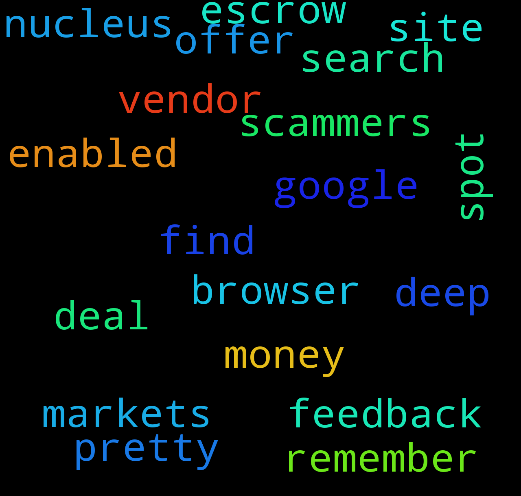 escrow
nucleus
offer
site
search
vendor
scammers
enabled
spot
google
find
browser
deep
deal
money
markets
feedback
pretty
remember